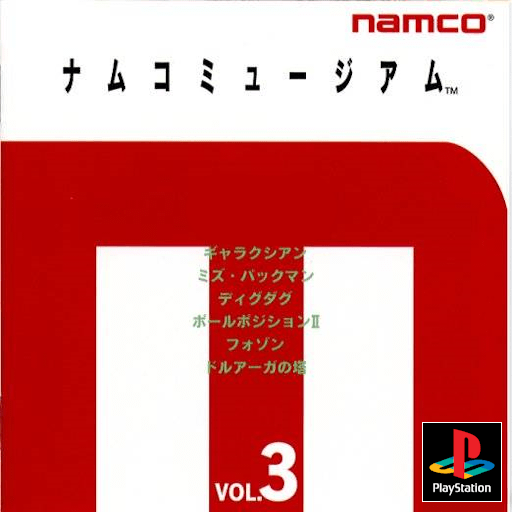 namco®
ナムコミュージアム™
ギャラクシアン
ミズ・パックマン
ディグダグ
ポールポジションⅡ
フォゾン
ドルアーガの塔
VOL.3
PlayStation